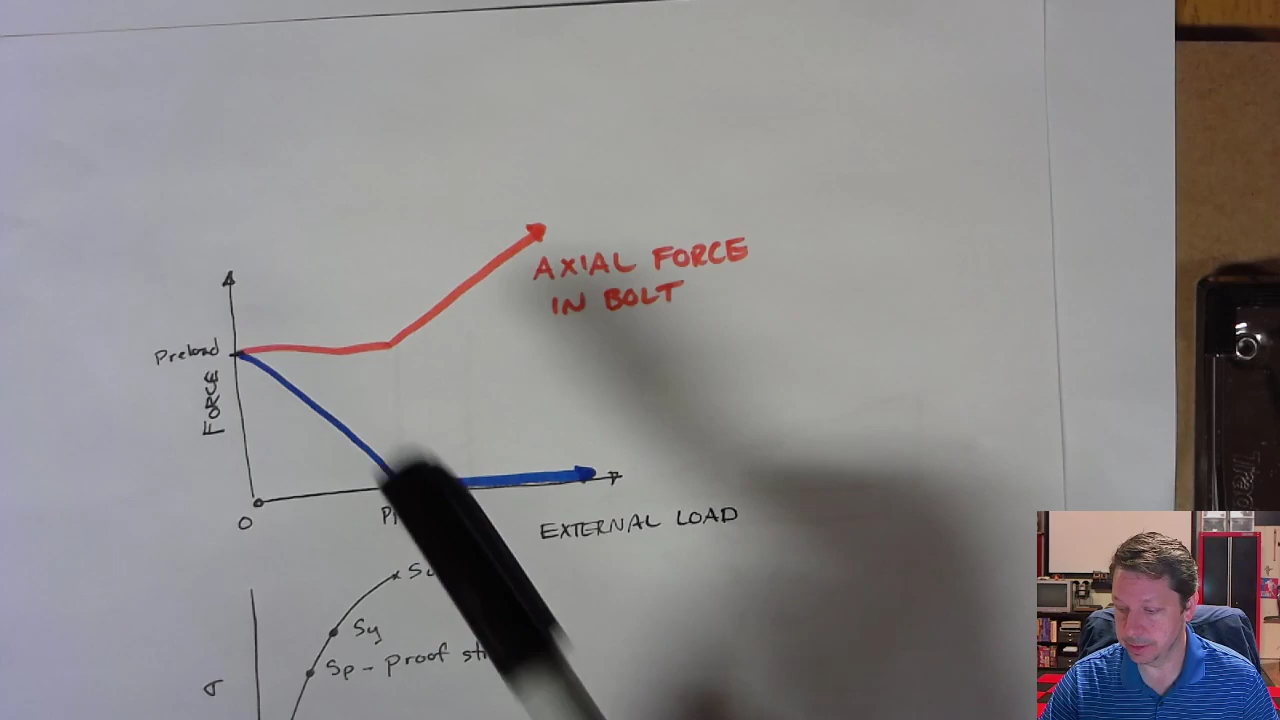 AXIAL FORCE
IN BOLT
Preload
FORCE
0
EXTERNAL LOAD
Sy
Sp - proof
σ